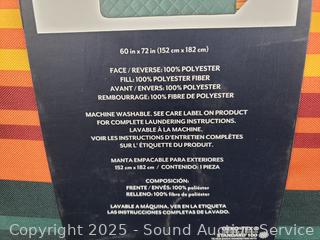 60 in x 72 in (152 cm x 182 cm)
FACE / REVERSE: 100% POLYESTER
FILL: 100% POLYESTER FIBER
AVANT / ENVERS: 100% POLYESTER
REMBOURRAGE: 100% FIBRE DE POLYESTER
MACHINE WASHABLE. SEE CARE LABEL ON PRODUCT
FOR COMPLETE LAUNDERING INSTRUCTIONS.
LAVABLE À LA MACHINE.
VOIR LES INSTRUCTIONS D'ENTRETIEN COMPLÈTES
SUR L' ÉTIQUETTE DU PRODUIT.
MANTA EMPACABLE PARA EXTERIORES
152 cm x 182 cm / CONTENIDO: 1 PIEZA
COMPOSICIÓN:
FRENTE / ENVÉS: 100% poliéster
RELLENO: 100% fibra de poliéster
LAVABLE A MÁQUINA. VER EN LA ETIQUETA
LAS INSTRUCCIONES COMPLETAS DE LAVADO.
Sound Auctions - 2025